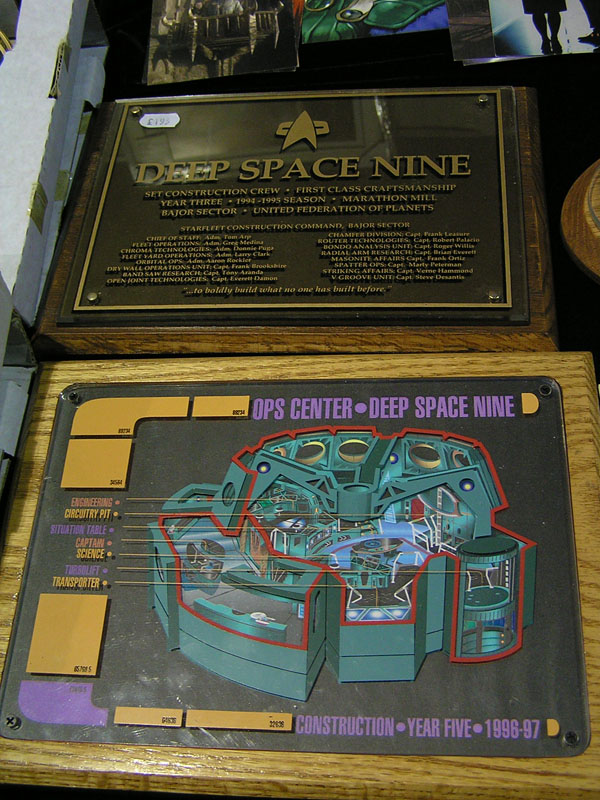 £195
DEEP SPACE NINE
SET CONSTRUCTION CREW • FIRST CLASS CRAFTSMANSHIP
YEAR THREE • 1994-1995 SEASON • MARATHON MILL
BAJOR SECTOR • UNITED FEDERATION OF PLANETS
STARFLEET CONSTRUCTION COMMAND, BAJOR SECTOR
CHIEF OF STAFF: Adm. Tom Arp
FLEET OPERATIONS: Adm. Greg Medina
CHROMA TECHNOLOGIES: Adm. Donnie Puga
FLEET YARD OPERATIONS: Adm. Larry Clark
ORBITAL OPS: Adm. Aaron Rockler
DRY WALL OPERATIONS UNIT: Capt. Frank Brookshire
BAND SAW RESEARCH: Capt. Tony Aranda
OPEN JOINT TECHNOLOGIES: Capt. Everett Damon
CHAMFER DIVISION: Capt. Frank Leasure
ROUTER TECHNOLOGIES: Capt. Robert Palario
BONDO ANALYSIS UNIT: Capt. Roger Willis
RADIAL ARM RESEARCH: Capt. Brian Everett
MASONITE AFFAIRS Capt. Frank Ortiz
SPATTER OPS: Capt. Marty Peterman
STRIKING AFFAIRS: Capt. Verne Hammond
V GROOVE UNIT: Capt. Steve Desantis
"...to boldly build what no one has built before."
OPS CENTER • DEEP SPACE NINE
ENGINEERING
CIRCUITRY PIT
SITUATION TABLE
CAPTAIN
SCIENCE
TURBOLIFT
TRANSPORTER
CONSTRUCTION • YEAR FIVE • 1996-97